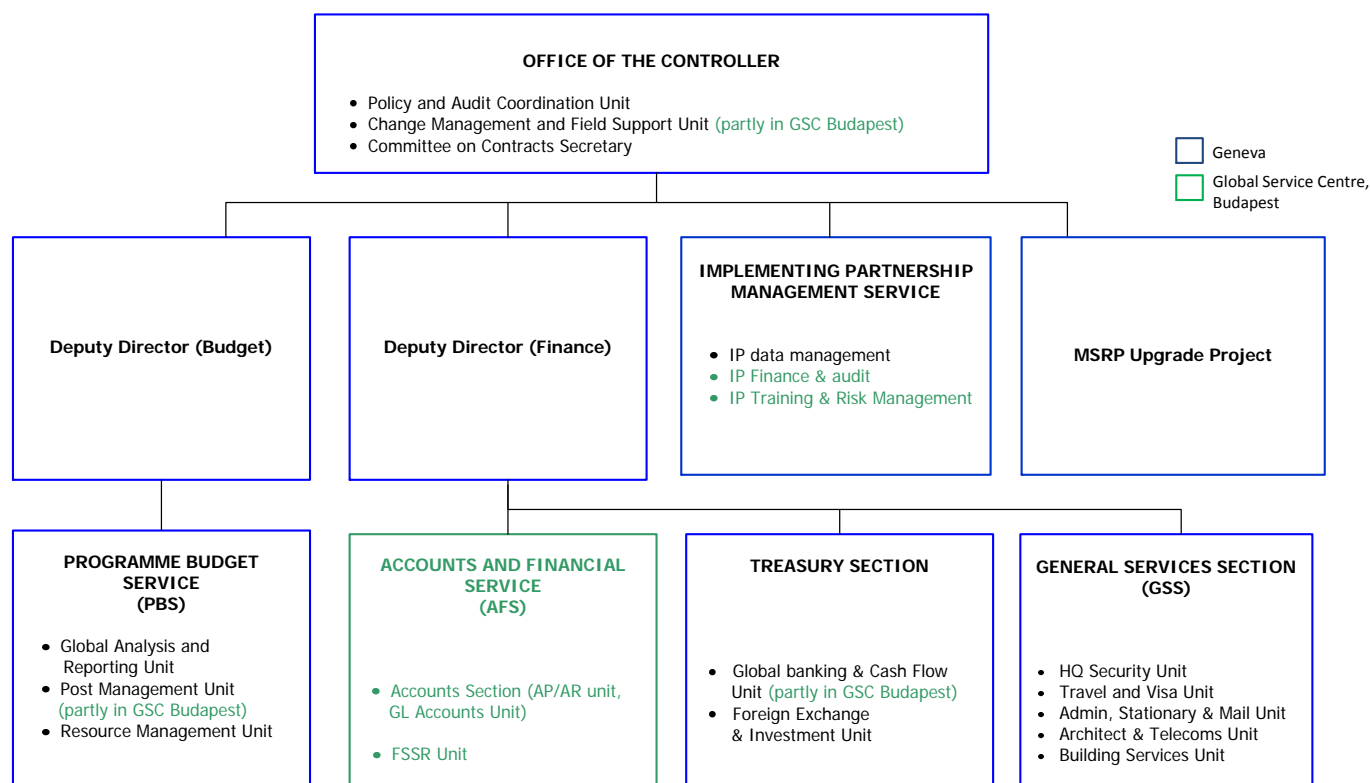 OFFICE OF THE CONTROLLER
• Policy and Audit Coordination Unit
• Change Management and Field Support Unit (partly in GSC Budapest)
• Committee on Contracts Secretary
Geneva
Global Service Centre,
Budapest
Deputy Director (Budget)
Deputy Director (Finance)
IMPLEMENTING PARTNERSHIP
MANAGEMENT SERVICE
• IP data management
• IP Finance & audit
• IP Training & Risk Management
MSRP Upgrade Project
PROGRAMME BUDGET
SERVICE
(PBS)
• Global Analysis and
Reporting Unit
• Post Management Unit
(partly in GSC Budapest)
• Resource Management Unit
ACCOUNTS AND FINANCIAL
SERVICE
(AFS)
• Accounts Section (AP/AR unit,
GL Accounts Unit)
• FSSR Unit
TREASURY SECTION
• Global banking & Cash Flow
Unit (partly in GSC Budapest)
• Foreign Exchange
& Investment Unit
GENERAL SERVICES SECTION
(GSS)
• HQ Security Unit
• Travel and Visa Unit
• Admin, Stationary & Mail Unit
• Architect & Telecoms Unit
• Building Services Unit